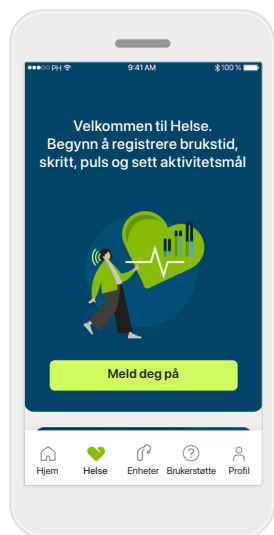 PH 9:41 AM 100 %
Velkommen til Helse.
Begynn å registrere brukstid,
skritt, puls og sett aktivitetsmål
Meld deg på
Hjem Helse Enheter Brukerstøtte Profil